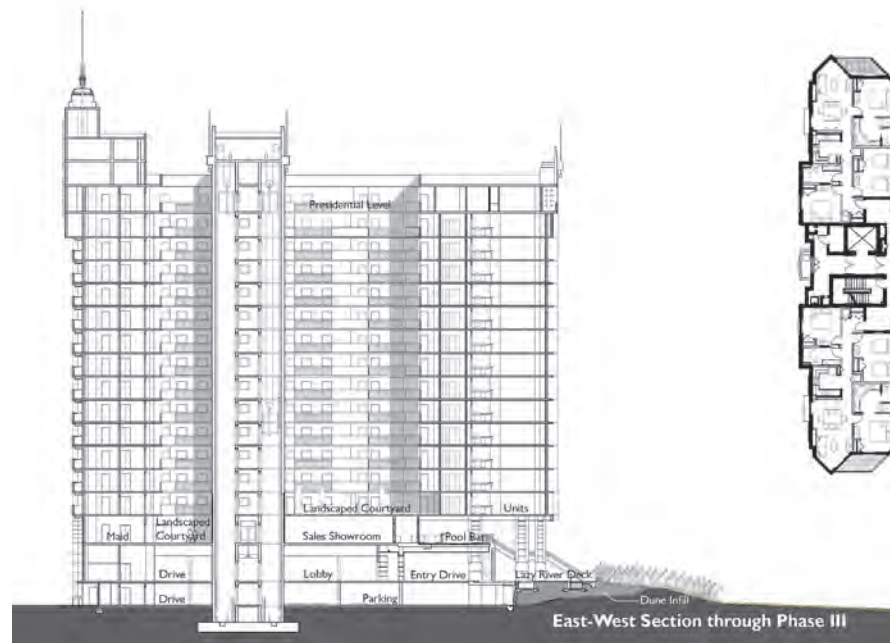 Presidential Level
Landscaped Courtyard
Units
Landscaped
Courtyard
Maid
Sales Showroom
Pool Bar
Drive
Lobby
Entry Drive
Lazy River Deck
Drive
Parking
Dune Infill
East-West Section through Phase III